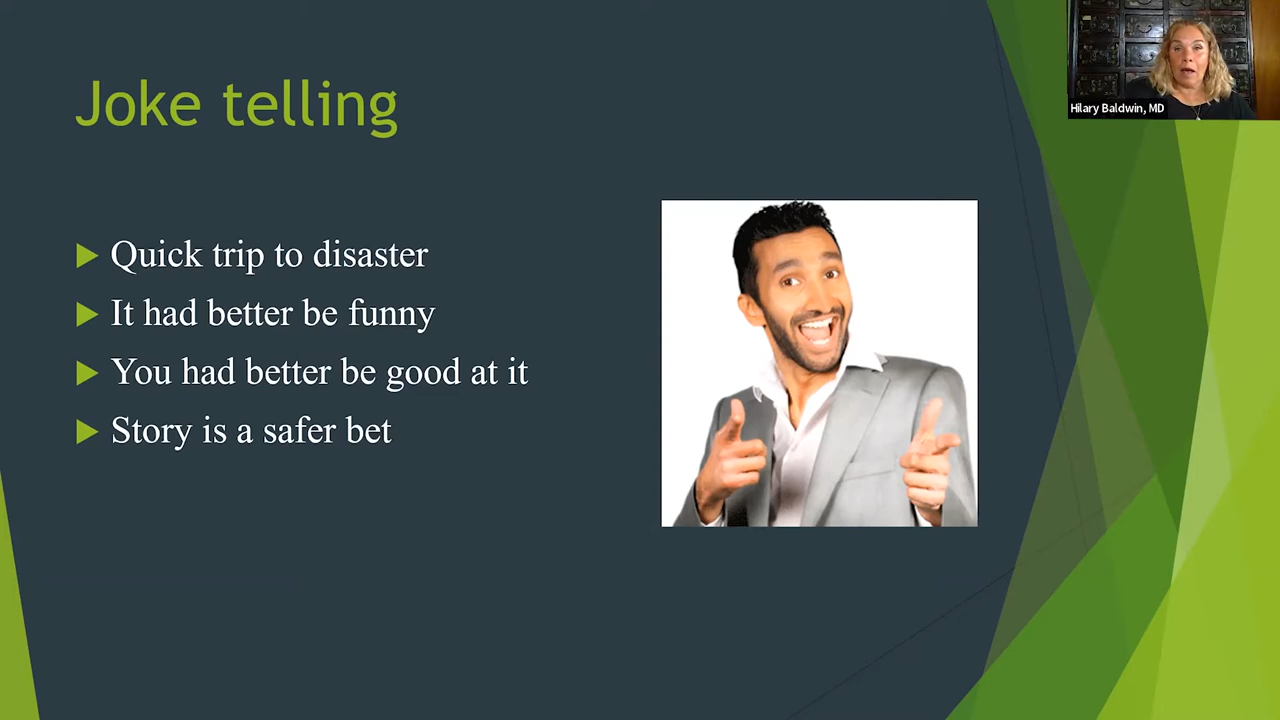 Joke telling
Quick trip to disaster
It had better be funny
You had better be good at it
Story is a safer bet
Hilary Baldwin, MD